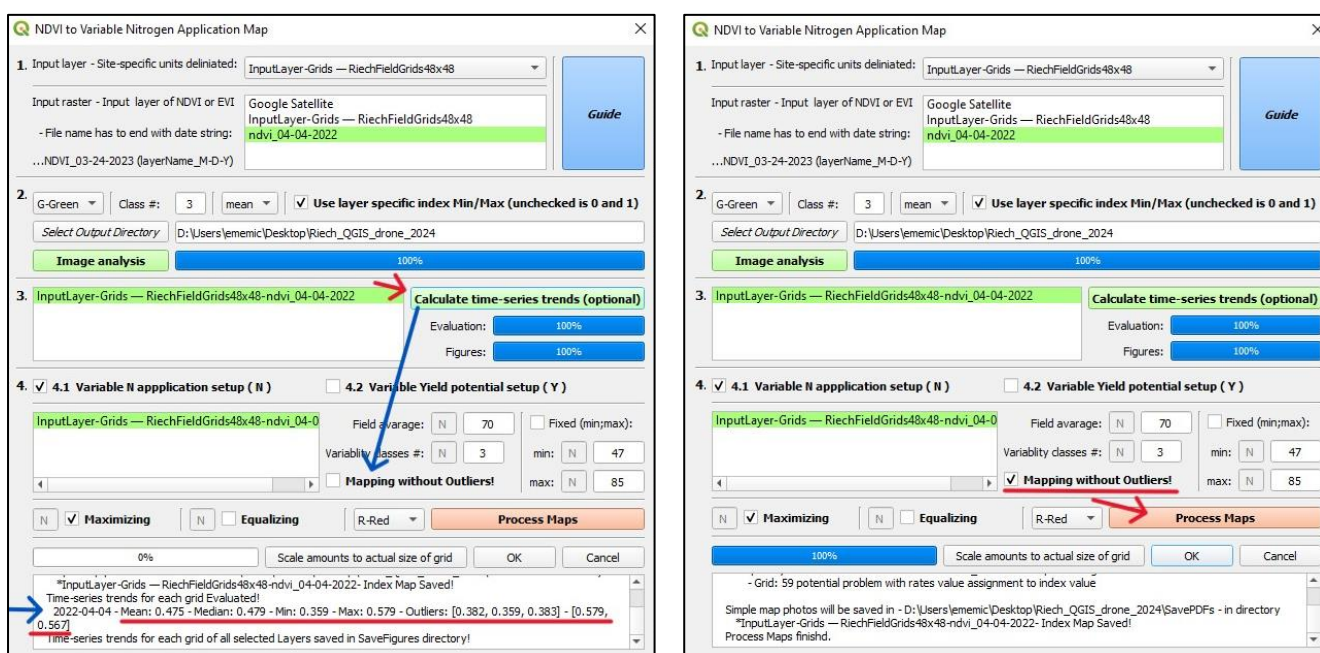 NDVI to Variable Nitrogen Application Map
1. Input layer - Site-specific units deliniated: InputLayer-Grids — RiechFieldGrids48x48
Input raster - Input layer of NDVI or EVI
- File name has to end with date string:
...NDVI_03-24-2023 (layerName_M-D-Y)
Google Satellite
InputLayer-Grids — RiechFieldGrids48x48
ndvi_04-04-2022
Guide
2. G-Green Class #: 3 mean Use layer specific index Min/Max (unchecked is 0 and 1)
Select Output Directory D:\Users\ememic\Desktop\Riech_QGIS_drone_2024
Image analysis 100%
3. InputLayer-Grids — RiechFieldGrids48x48-ndvi_04-04-2022 Calculate time-series trends (optional)
Evaluation: 100%
Figures: 100%
4. 4.1 Variable N appplication setup ( N ) 4.2 Variable Yield potential setup ( Y )
InputLayer-Grids — RiechFieldGrids48x48-ndvi_04-0
Field avarage: N 70 Fixed (min;max):
Variablity classes #: N 3 min: N 47
Mapping without Outliers! max: N 85
N Maximizing N Equalizing R-Red Process Maps
0% Scale amounts to actual size of grid OK Cancel
*InputLayer-Grids — RiechFieldGrids48x48-ndvi_04-04-2022- Index Map Saved!
Time-series trends for each grid Evaluated!
2022-04-04 - Mean: 0.475 - Median: 0.479 - Min: 0.359 - Max: 0.579 - Outliers: [0.382, 0.359, 0.383] - [0.579,
0.567]
Time-series trends for each grid of all selected Layers saved in SaveFigures directory!
NDVI to Variable Nitrogen Application Map
1. Input layer - Site-specific units deliniated: InputLayer-Grids — RiechFieldGrids48x48
Input raster - Input layer of NDVI or EVI
- File name has to end with date string:
...NDVI_03-24-2023 (layerName_M-D-Y)
Google Satellite
InputLayer-Grids — RiechFieldGrids48x48
ndvi_04-04-2022
Guide
2. G-Green Class #: 3 mean Use layer specific index Min/Max (unchecked is 0 and 1)
Select Output Directory D:\Users\ememic\Desktop\Riech_QGIS_drone_2024
Image analysis 100%
3. InputLayer-Grids — RiechFieldGrids48x48-ndvi_04-04-2022 Calculate time-series trends (optional)
Evaluation: 100%
Figures: 100%
4. 4.1 Variable N appplication setup ( N ) 4.2 Variable Yield potential setup ( Y )
InputLayer-Grids — RiechFieldGrids48x48-ndvi_04-0
Field avarage: N 70 Fixed (min;max):
Variablity classes #: N 3 min: N 47
Mapping without Outliers! max: N 85
N Maximizing N Equalizing R-Red Process Maps
100% Scale amounts to actual size of grid OK Cancel
- Grid: 59 potential problem with rates value assignment to index value
Simple map photos will be saved in - D:\Users\ememic\Desktop\Riech_QGIS_drone_2024\SavePDFs - in directory
*InputLayer-Grids — RiechFieldGrids48x48-ndvi_04-04-2022- Index Map Saved!
Process Maps finishd.